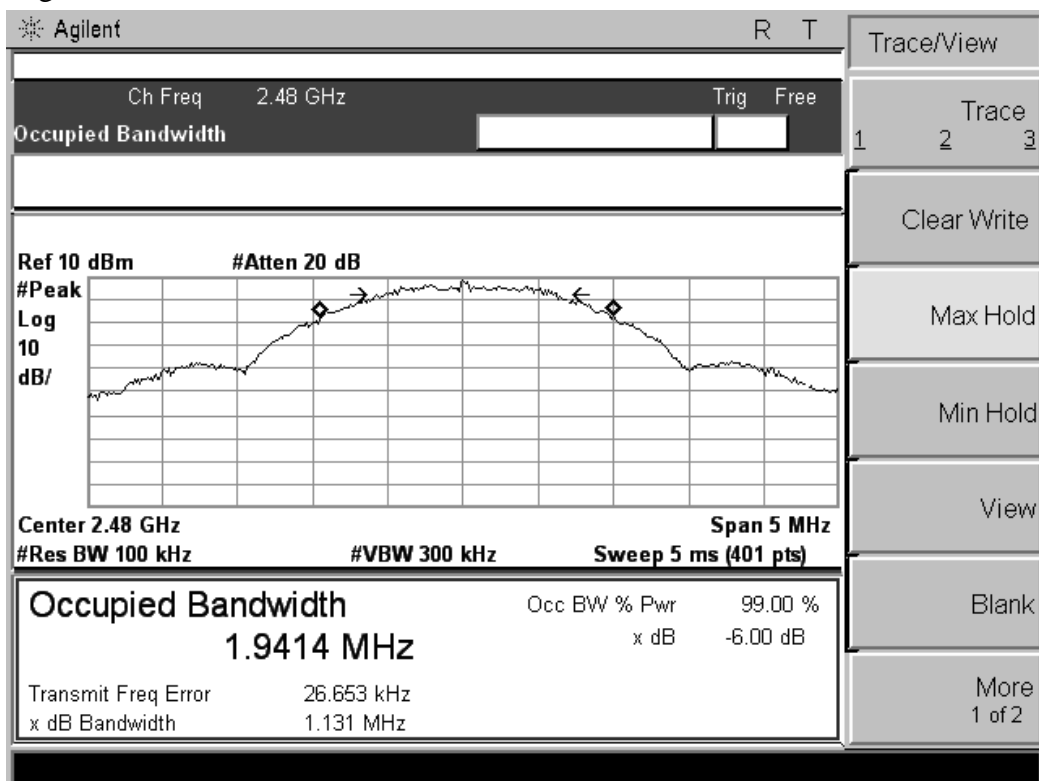 Agilent R T
Trace/View
Ch Freq 2.48 GHz Trig Free
Occupied Bandwidth
Trace
1 2 3
Clear Write
Ref 10 dBm #Atten 20 dB
#Peak
Log
10
dB/
Max Hold
Min Hold
View
Center 2.48 GHz Span 5 MHz
#Res BW 100 kHz #VBW 300 kHz Sweep 5 ms (401 pts)
Occupied Bandwidth Occ BW % Pwr 99.00 %
1.9414 MHz x dB -6.00 dB
Blank
Transmit Freq Error 26.653 kHz
x dB Bandwidth 1.131 MHz
More
1 of 2